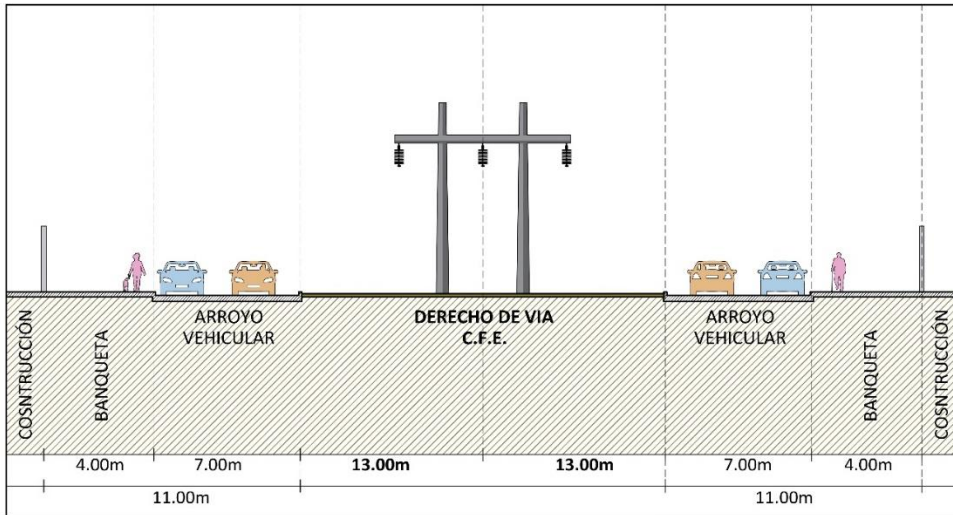 COSNTRUCCIÓN
BANQUETA
ARROYO
VEHICULAR
DERECHO DE VIA
C.F.E.
ARROYO
VEHICULAR
BANQUETA
COSNTRUCCIÓN
4.00m 7.00m 13.00m 13.00m 7.00m 4.00m
11.00m 11.00m